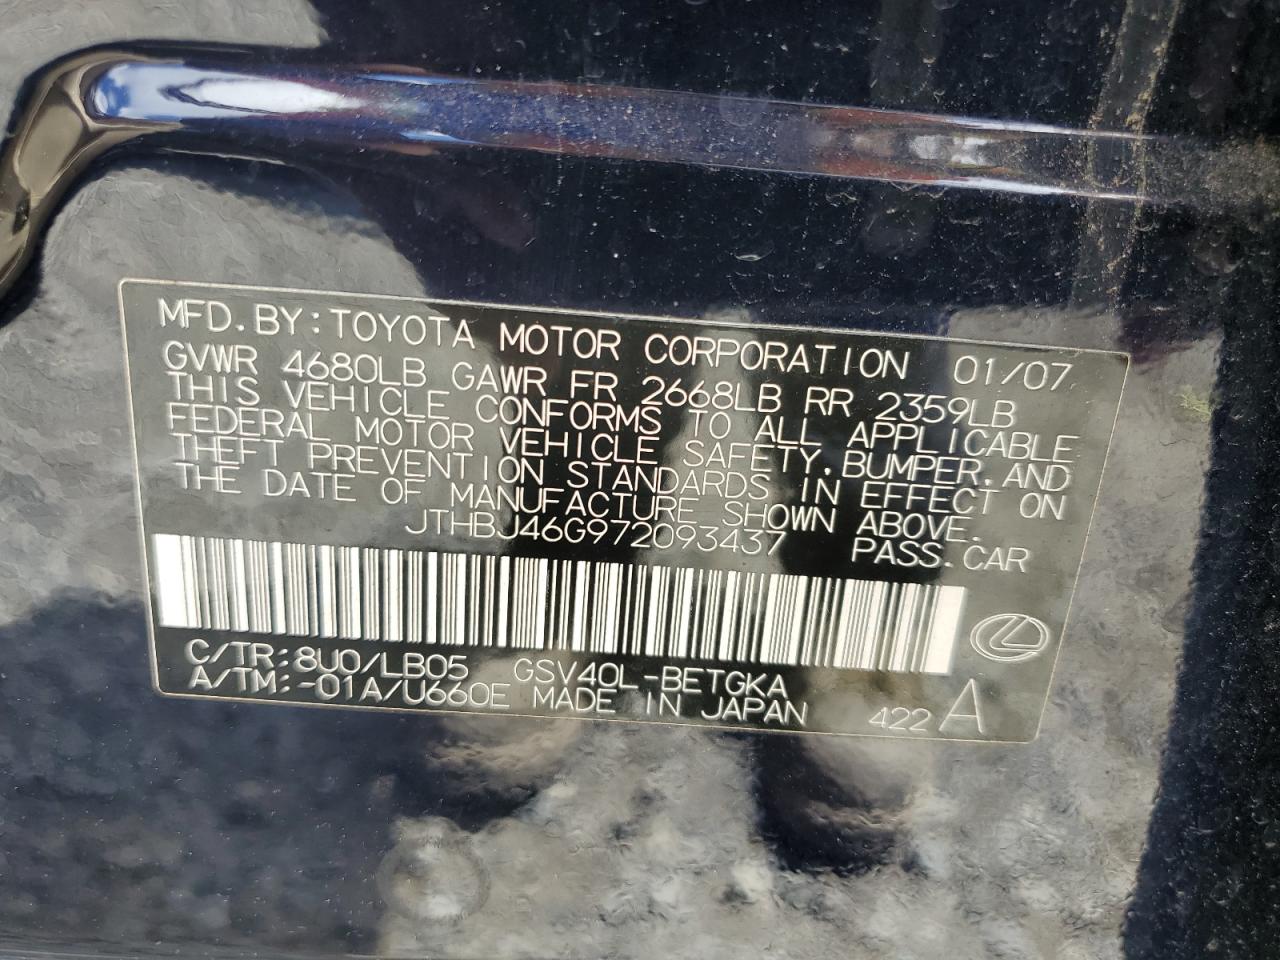 MFD.BY:TOYOTA MOTOR CORPORATION 01/07
GVWR 4680LB GAWR FR 2668LB RR 2359LB
THIS VEHICLE CONFORMS TO ALL APPLICABLE
FEDERAL MOTOR VEHICLE SAFETY,BUMPER,AND
THEFT PREVENTION STANDARDS IN EFFECT ON
THE DATE OF MANUFACTURE SHOWN ABOVE.
JTHBJ46G972093437 PASS.CAR
C/TR:8U0/LB05 GSV40L-BETGKA
A/TM:-01A/U660E MADE IN JAPAN 422 A